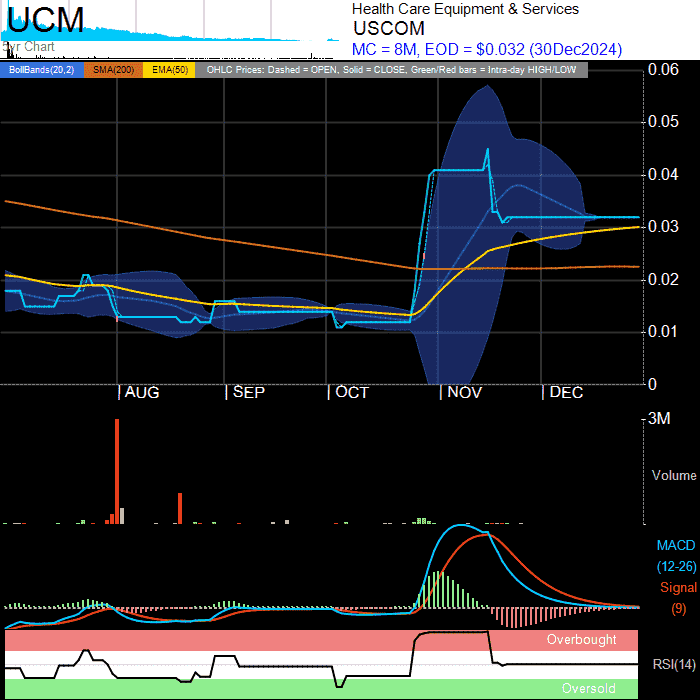 UCM
5yr Chart
Health Care Equipment & Services
USCOM
MC = 8M, EOD = $0.032 (30Dec2024)
BollBands(20,2) SMA(200) EMA(50) OHLC Prices: Dashed = OPEN, Solid = CLOSE, Green/Red bars = Intra-day HIGH/LOW
0.06
0.05
0.04
0.03
0.02
0.01
0
AUG SEP OCT NOV DEC
3M
Volume
MACD
(12-26)
Signal
(9)
Overbought
RSI(14)
Oversold